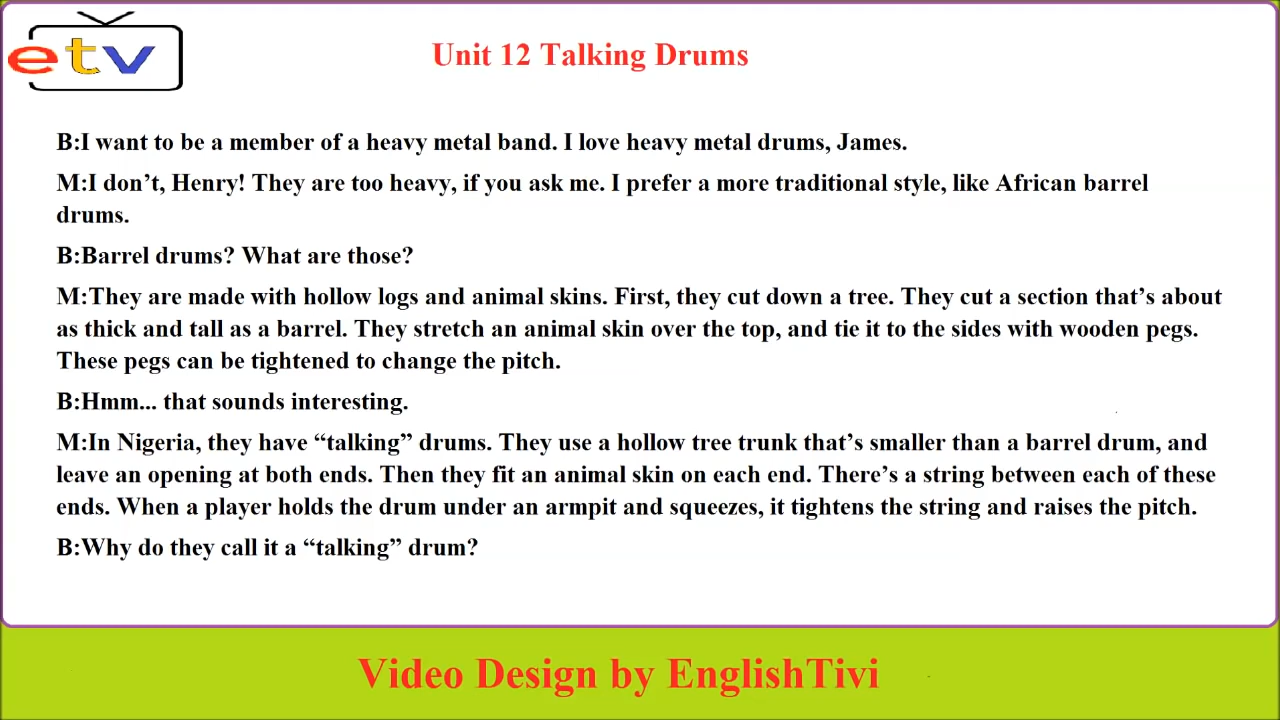 etv
Unit 12 Talking Drums
B:I want to be a member of a heavy metal band. I love heavy metal drums, James.
M:I don’t, Henry! They are too heavy, if you ask me. I prefer a more traditional style, like African barrel
drums.
B:Barrel drums? What are those?
M:They are made with hollow logs and animal skins. First, they cut down a tree. They cut a section that’s about
as thick and tall as a barrel. They stretch an animal skin over the top, and tie it to the sides with wooden pegs.
These pegs can be tightened to change the pitch.
B:Hmm... that sounds interesting.
M:In Nigeria, they have “talking” drums. They use a hollow tree trunk that’s smaller than a barrel drum, and
leave an opening at both ends. Then they fit an animal skin on each end. There’s a string between each of these
ends. When a player holds the drum under an armpit and squeezes, it tightens the string and raises the pitch.
B:Why do they call it a “talking” drum?
Video Design by EnglishTivi